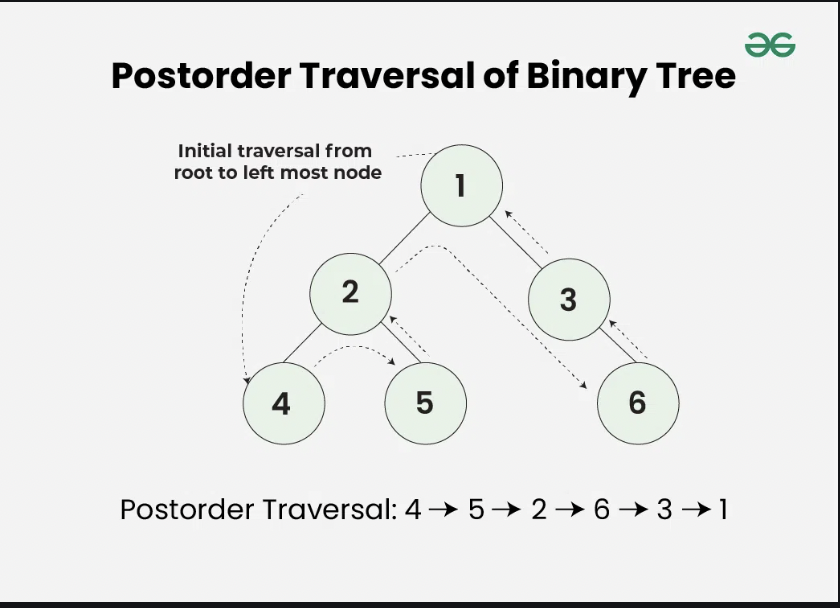 Postorder Traversal of Binary Tree
Initial traversal from
root to left most node
1
2
3
4
5
6
Postorder Traversal: 4 → 5 → 2 → 6 → 3 → 1